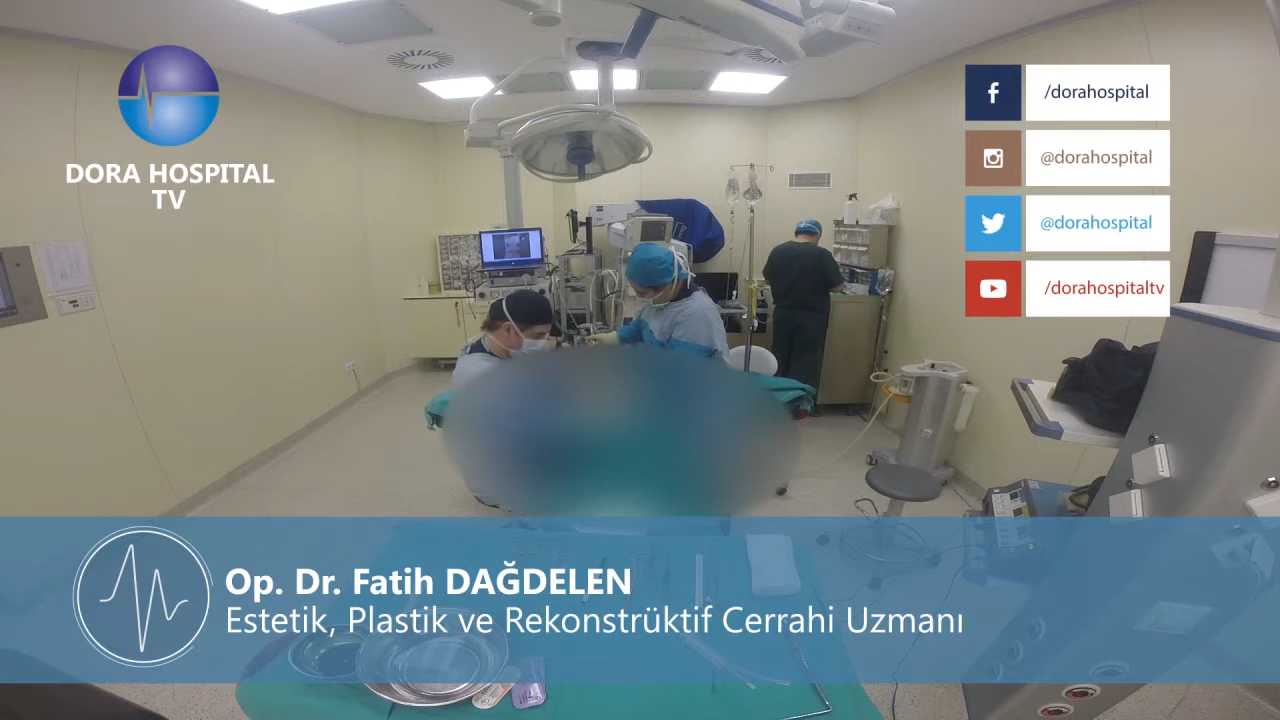 DORA HOSPITAL
TV
/dorahospital
@dorahospital
@dorahospital
/dorahospitaltv
Op. Dr. Fatih DAĞDELEN
Estetik, Plastik ve Rekonstrüktif Cerrahi Uzmanı